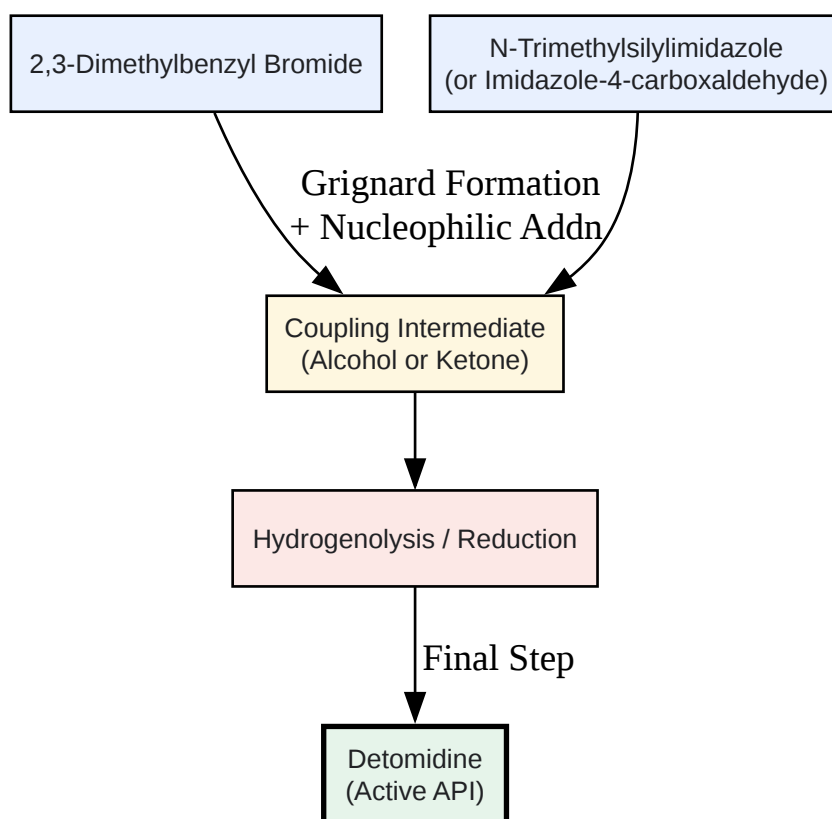 2,3-Dimethylbenzyl Bromide
N-Trimethylsilylimidazole
(or Imidazole-4-carboxaldehyde)
Grignard Formation
+ Nucleophilic Addn
Coupling Intermediate
(Alcohol or Ketone)
Hydrogenolysis / Reduction
Final Step
Detomidine
(Active API)